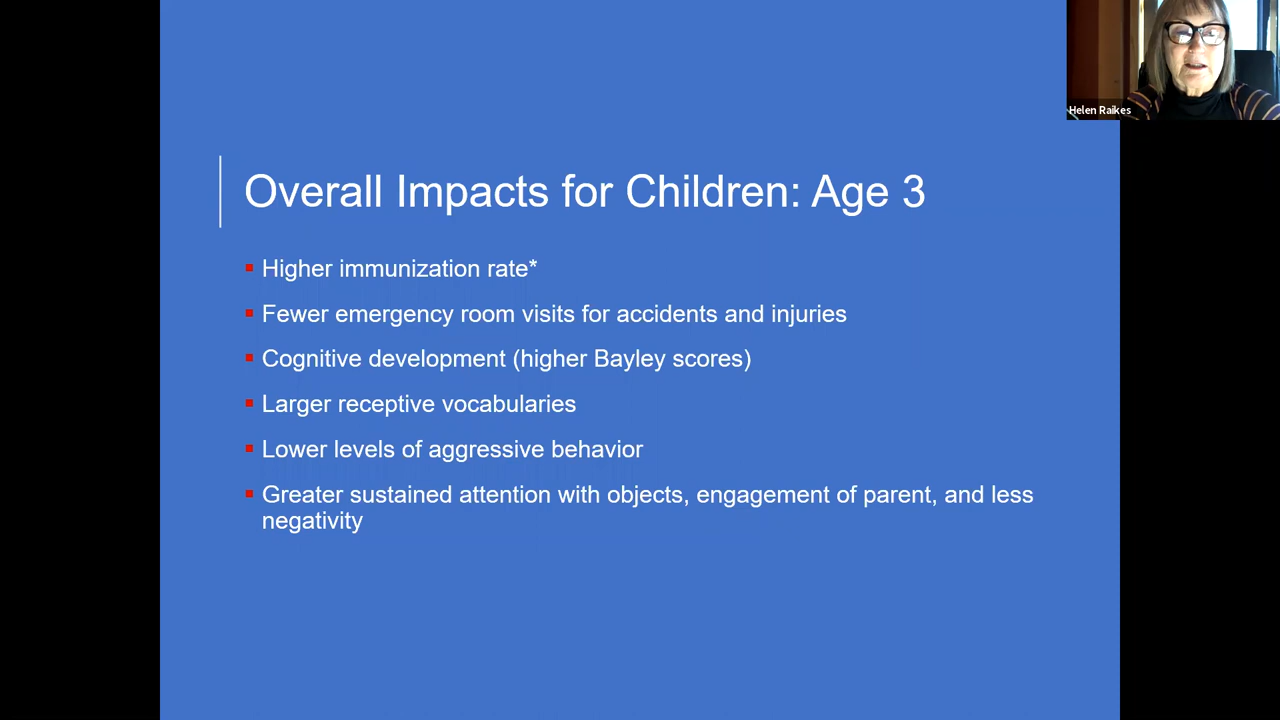 Helen Raikes
Overall Impacts for Children: Age 3
Higher immunization rate*
Fewer emergency room visits for accidents and injuries
Cognitive development (higher Bayley scores)
Larger receptive vocabularies
Lower levels of aggressive behavior
Greater sustained attention with objects, engagement of parent, and less
negativity